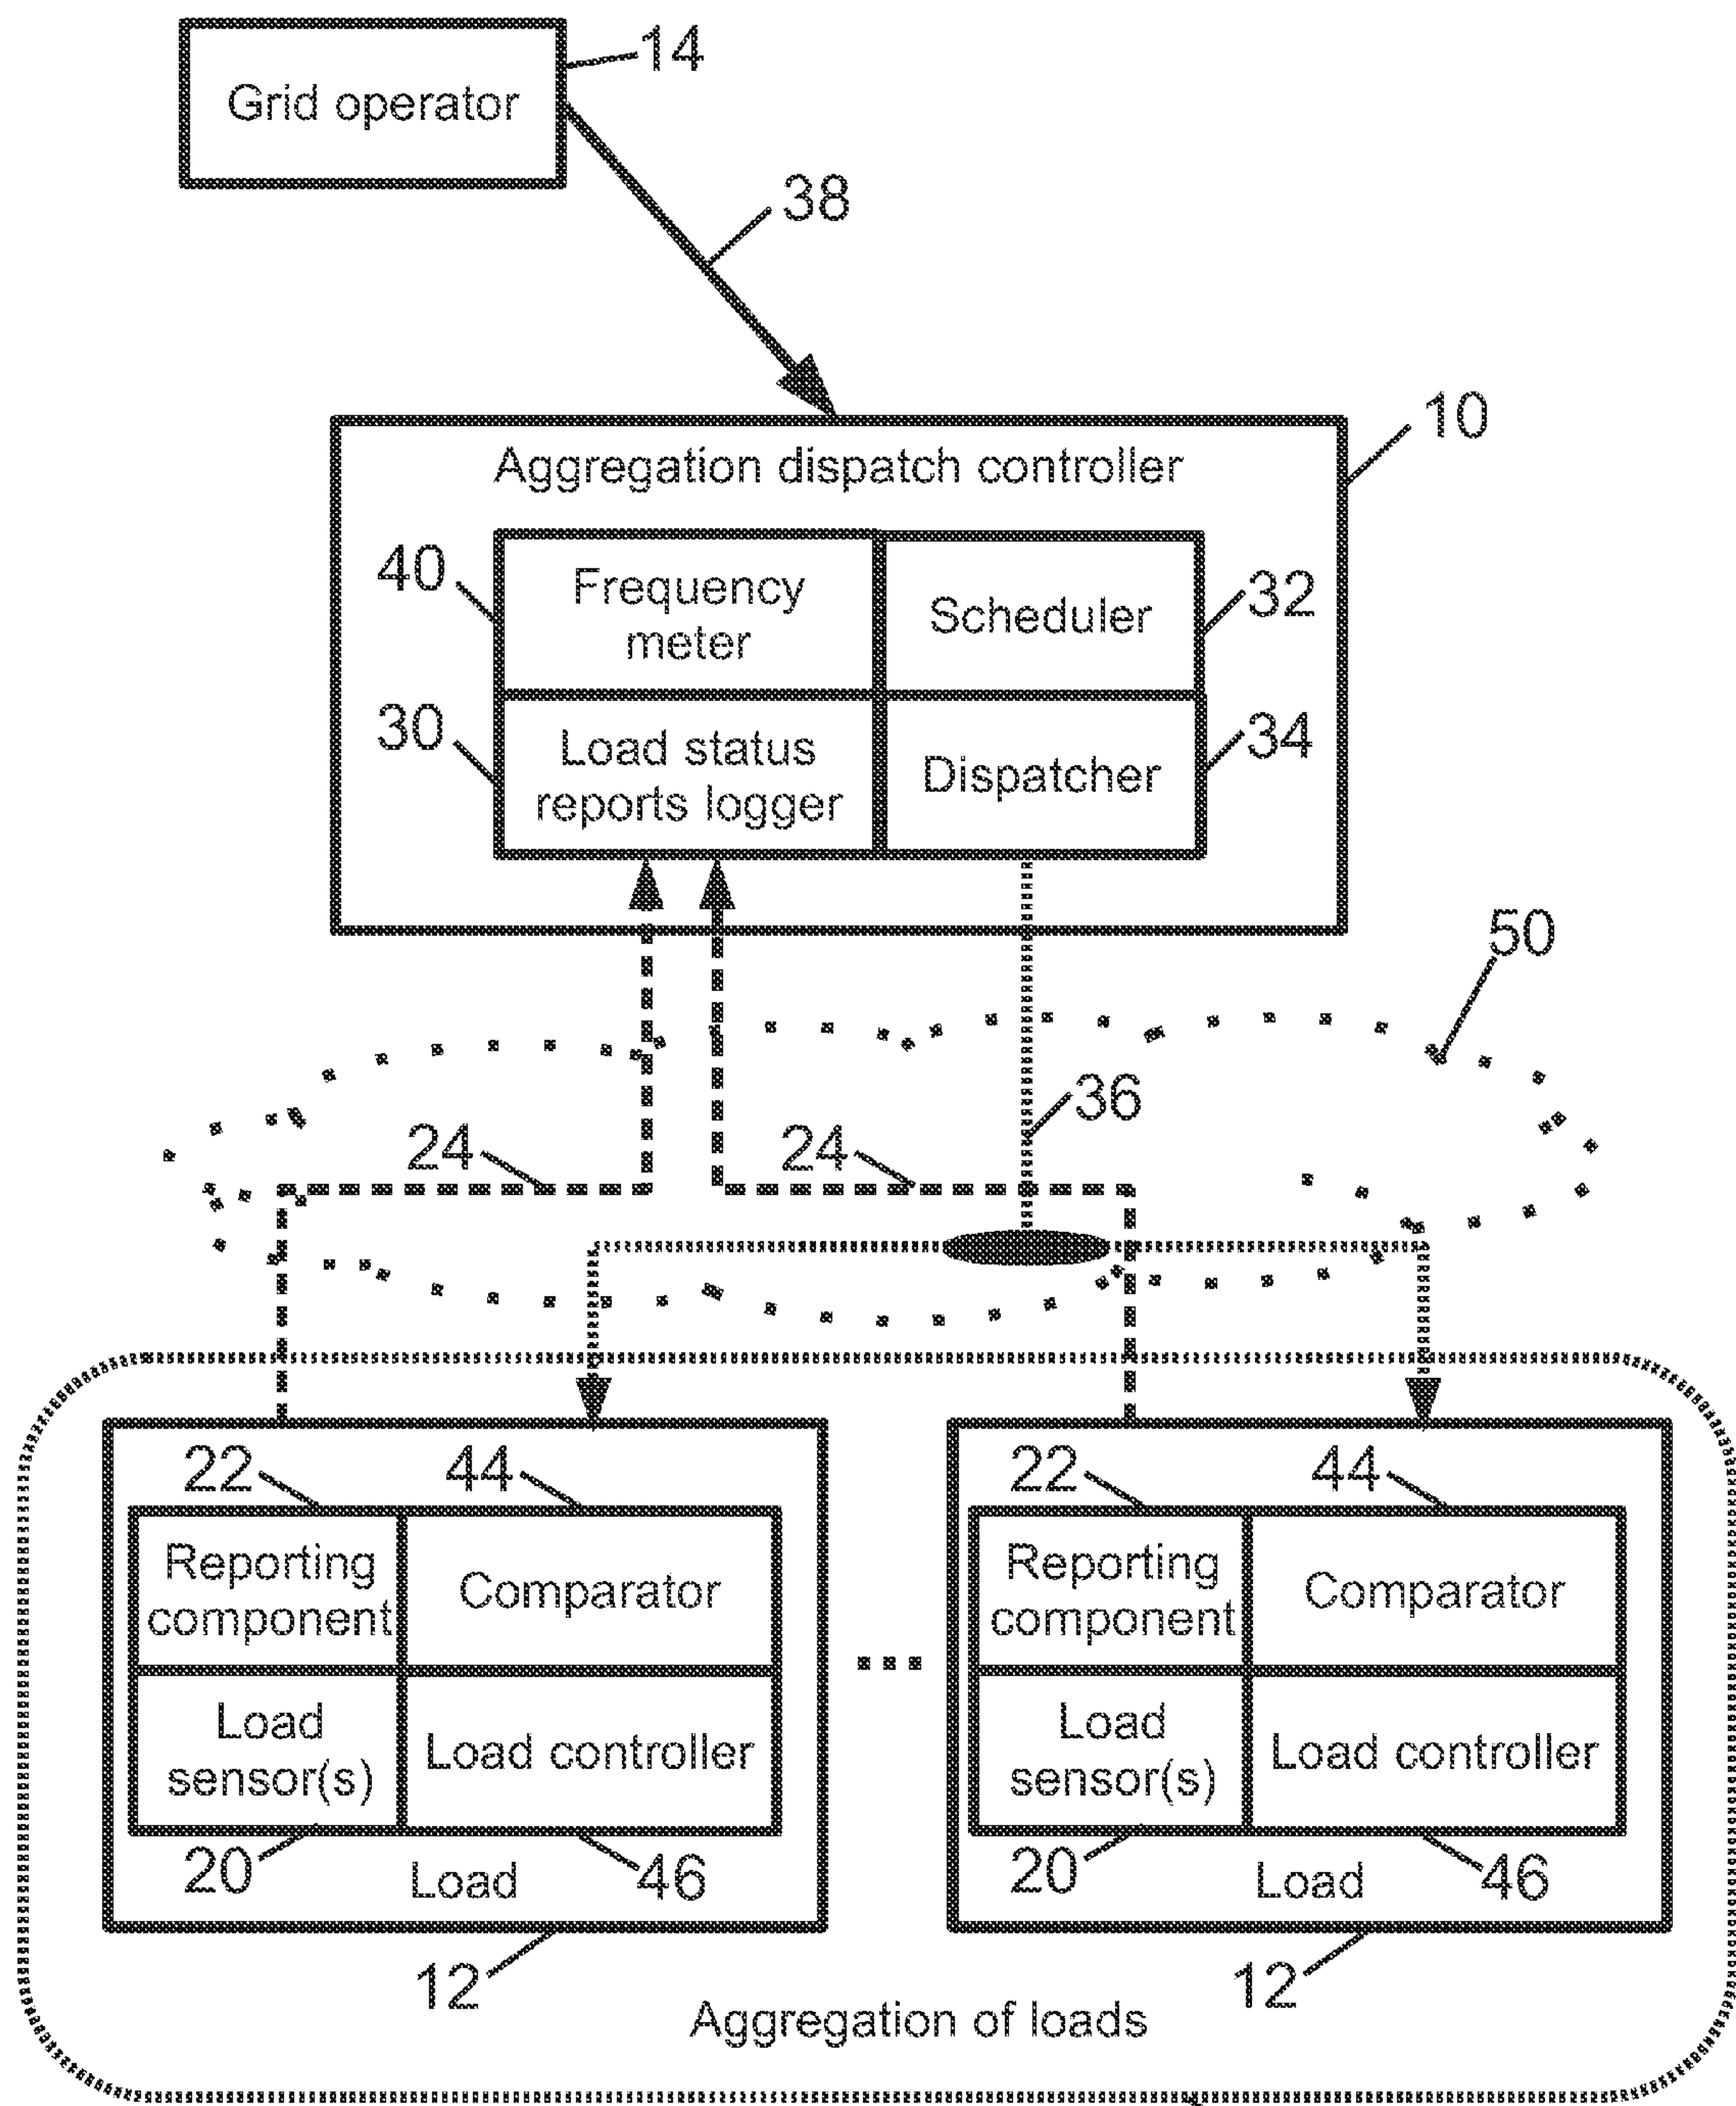 Grid operator
14
38
10
Aggregation dispatch controller
40
Frequency
meter
Scheduler
32
30
Load status
reports logger
Dispatcher
34
50
36
24
24
22
44
22
44
Reporting
component
Comparator
Reporting
component
Comparator
Load
sensor(s)
Load controller
Load
sensor(s)
Load controller
20
Load
46
20
Load
46
12
12
Aggregation of loads